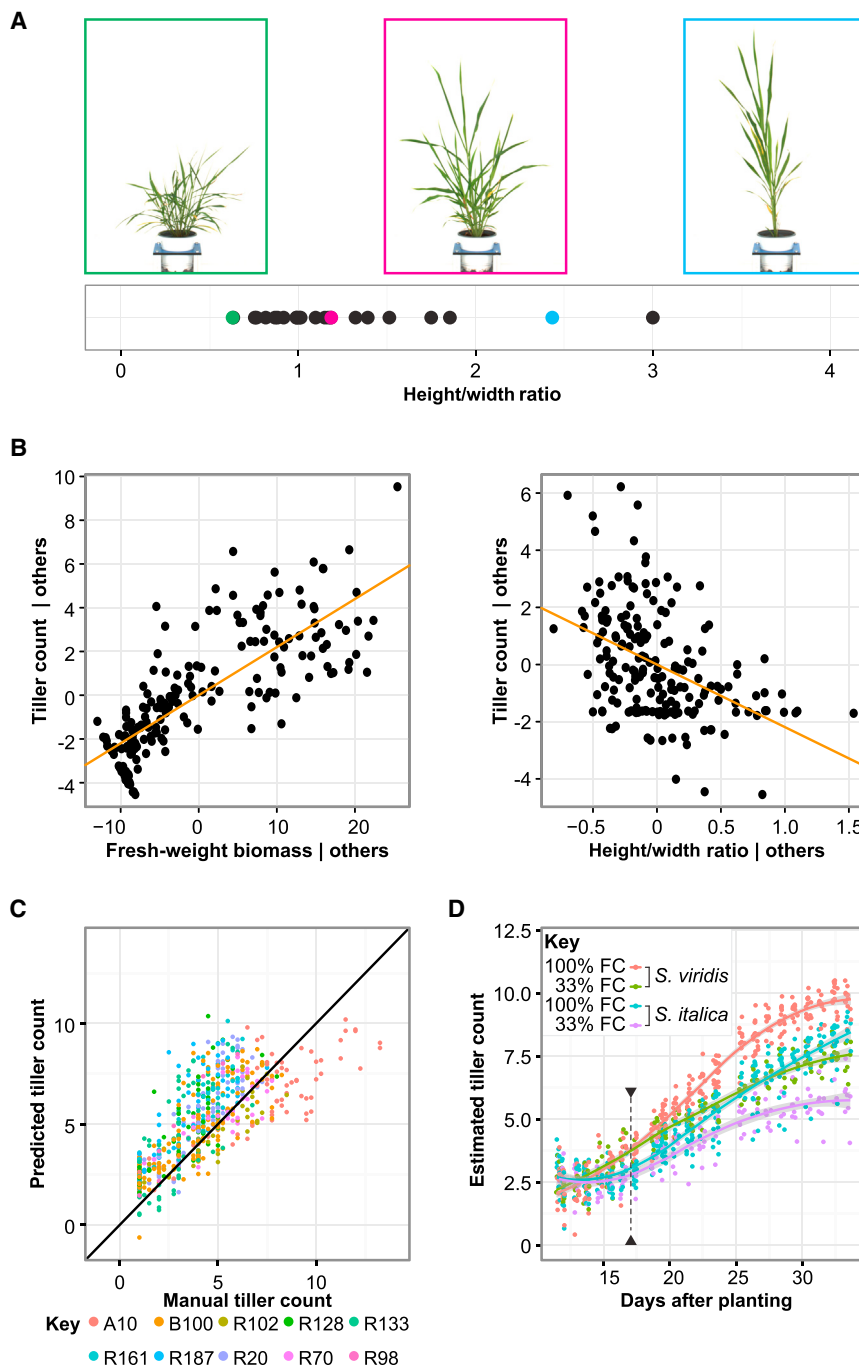 A
0 1 2 3 4
Height/width ratio
B
10
8
6
4
2
0
−2
−4
Tiller count | others
−10 0 10 20
Fresh-weight biomass | others
6
4
2
0
−2
−4
Tiller count | others
−0.5 0 0.5 1.0 1.5
Height/width ratio | others
C
10
5
0
Predicted tiller count
0 5 10
Manual tiller count
Key A10 B100 R102 R128 R133
R161 R187 R20 R70 R98
D
12.5
10.0
7.5
5.0
2.5
0
Estimated tiller count
Key
100% FC
33% FC
S. viridis
100% FC
33% FC
S. italica
15 20 25 30
Days after planting